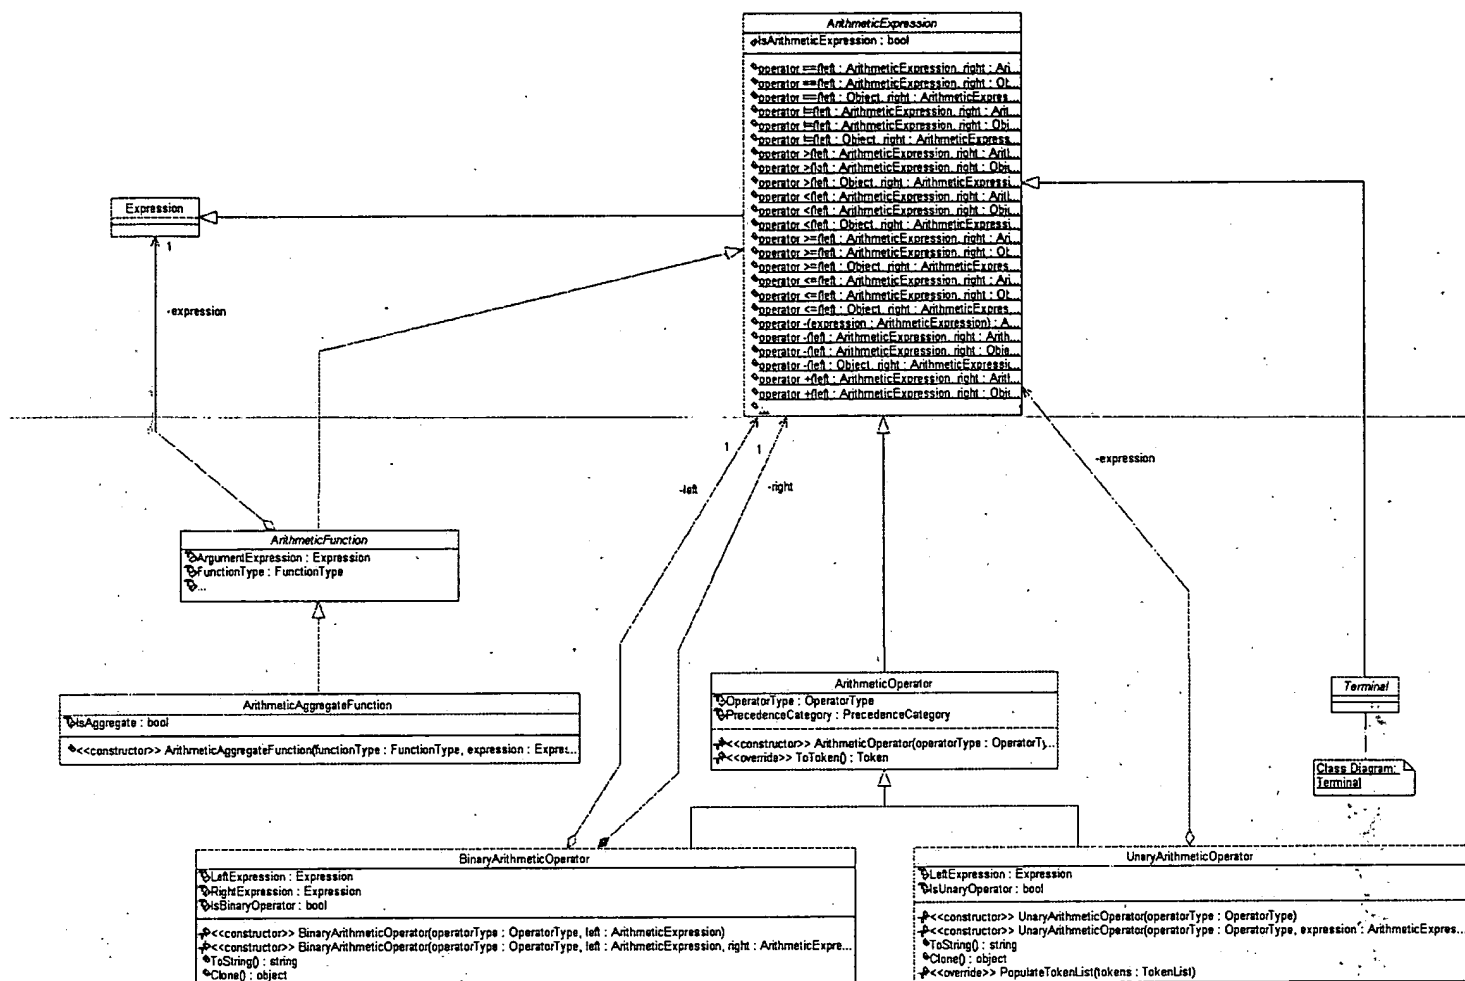 ArithmeticExpression
IsArithmeticExpression : bool
operator ==(left : ArithmeticExpression, right : Ari...
operator ==(left : ArithmeticExpression, right : Ob...
operator ==(left : Object, right : ArithmeticExpres...
operator !=(left : ArithmeticExpression, right : Arit...
operator !=(left : ArithmeticExpression, right : Obj...
operator !=(left : Object, right : ArithmeticExpress...
operator >(left : ArithmeticExpression, right : Arith...
operator >(left : ArithmeticExpression, right : Obje...
operator >(left : Object, right : ArithmeticExpressi...
operator <(left : ArithmeticExpression, right : Arith...
operator <(left : ArithmeticExpression, right : Obje...
operator <(left : Object, right : ArithmeticExpressi...
operator >=(left : ArithmeticExpression, right : Ari...
operator >=(left : ArithmeticExpression, right : Ob...
operator >=(left : Object, right : ArithmeticExpres...
operator <=(left : ArithmeticExpression, right : Ari...
operator <=(left : ArithmeticExpression, right : Ob...
operator <=(left : Object, right : ArithmeticExpres...
operator -(expression : ArithmeticExpression) : A...
operator -(left : ArithmeticExpression, right : Arith...
operator -(left : ArithmeticExpression, right : Obje...
operator -(left : Object, right : ArithmeticExpressi...
operator +(left : ArithmeticExpression, right : Arith...
operator +(left : ArithmeticExpression, right : Obje...
...
Expression
1
-expression
1
1
-left
-right
-expression
ArithmeticFunction
ArgumentExpression : Expression
FunctionType : FunctionType
...
ArithmeticAggregateFunction
IsAggregate : bool
<<constructor>> ArithmeticAggregateFunction(functionType : FunctionType, expression : Expres...
ArithmeticOperator
OperatorType : OperatorType
PrecedenceCategory : PrecedenceCategory
<<constructor>> ArithmeticOperator(operatorType : OperatorTy...
<<override>> ToToken() : Token
Terminal
Class Diagram:
Terminal
BinaryArithmeticOperator
LeftExpression : Expression
RightExpression : Expression
IsBinaryOperator : bool
<<constructor>> BinaryArithmeticOperator(operatorType : OperatorType, left : ArithmeticExpression)
<<constructor>> BinaryArithmeticOperator(operatorType : OperatorType, left : ArithmeticExpression, right : ArithmeticExpre...
ToString() : string
Clone() : object
UnaryArithmeticOperator
LeftExpression : Expression
IsUnaryOperator : bool
<<constructor>> UnaryArithmeticOperator(operatorType : OperatorType)
<<constructor>> UnaryArithmeticOperator(operatorType : OperatorType, expression : ArithmeticExpres...
ToString() : string
Clone() : object
<<override>> PopulateTokenList(tokens : TokenList)